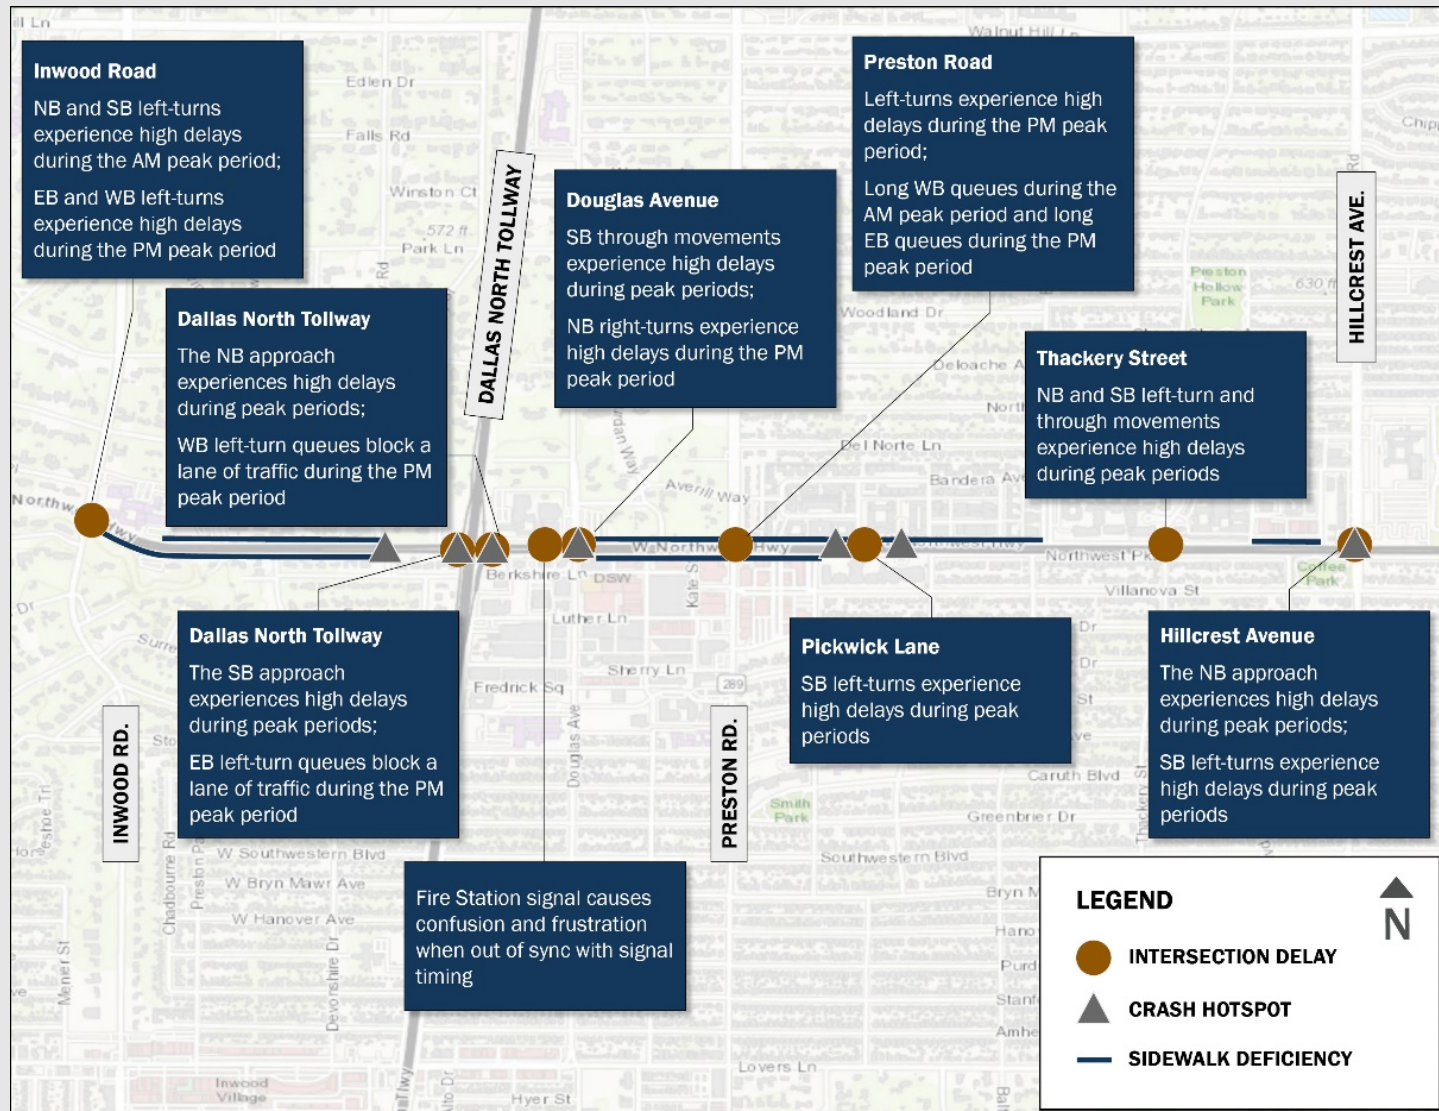 Inwood Road
NB and SB left-turns
experience high delays
during the AM peak period;
EB and WB left-turns
experience high delays
during the PM peak period
Dallas North Tollway
The NB approach
experiences high delays
during peak periods;
WB left-turn queues block a
lane of traffic during the PM
peak period
DALLAS NORTH TOLLWAY
Douglas Avenue
SB through movements
experience high delays
during peak periods;
NB right-turns experience
high delays during the PM
peak period
Preston Road
Left-turns experience high
delays during the PM peak
period;
Long WB queues during the
AM peak period and long
EB queues during the PM
peak period
Thackery Street
NB and SB left-turn and
through movements
experience high delays
during peak periods
HILLCREST AVE.
Walnut Hill Ln
Edlen Dr
Falls Rd
Winston Ct
572 ft
Park Ln
Woodland Dr
Preston
Hollow
Park
630 ft
Deloache
Del Norte Ln
Bandera Ave
Averill Way
Northwest Pk
Villanova St
Coffee
Park
Berkshire Ln
DSW
Kate St
Luther Ln
Sherry Ln
289
Fredrick Sq
Douglas Ave
Dallas North Tollway
The SB approach
experiences high delays
during peak periods;
EB left-turn queues block a
lane of traffic during the PM
peak period
INWOOD RD.
PRESTON RD.
Pickwick Lane
SB left-turns experience
high delays during peak
periods
Hillcrest Avenue
The NB approach
experiences high delays
during peak periods;
SB left-turns experience
high delays during peak
periods
Smith
Park
Caruth Blvd
Greenbrier Dr
Thackery St
Southwestern Blvd
W Southwestern Blvd
W Bryn Mawr Ave
W Hanover Ave
Chadbourne Rd
Devonshire Dr
Fire Station signal causes
confusion and frustration
when out of sync with signal
timing
Lovers Ln
Inwood
Village
Hyer St
LEGEND
N
INTERSECTION DELAY
CRASH HOTSPOT
SIDEWALK DEFICIENCY